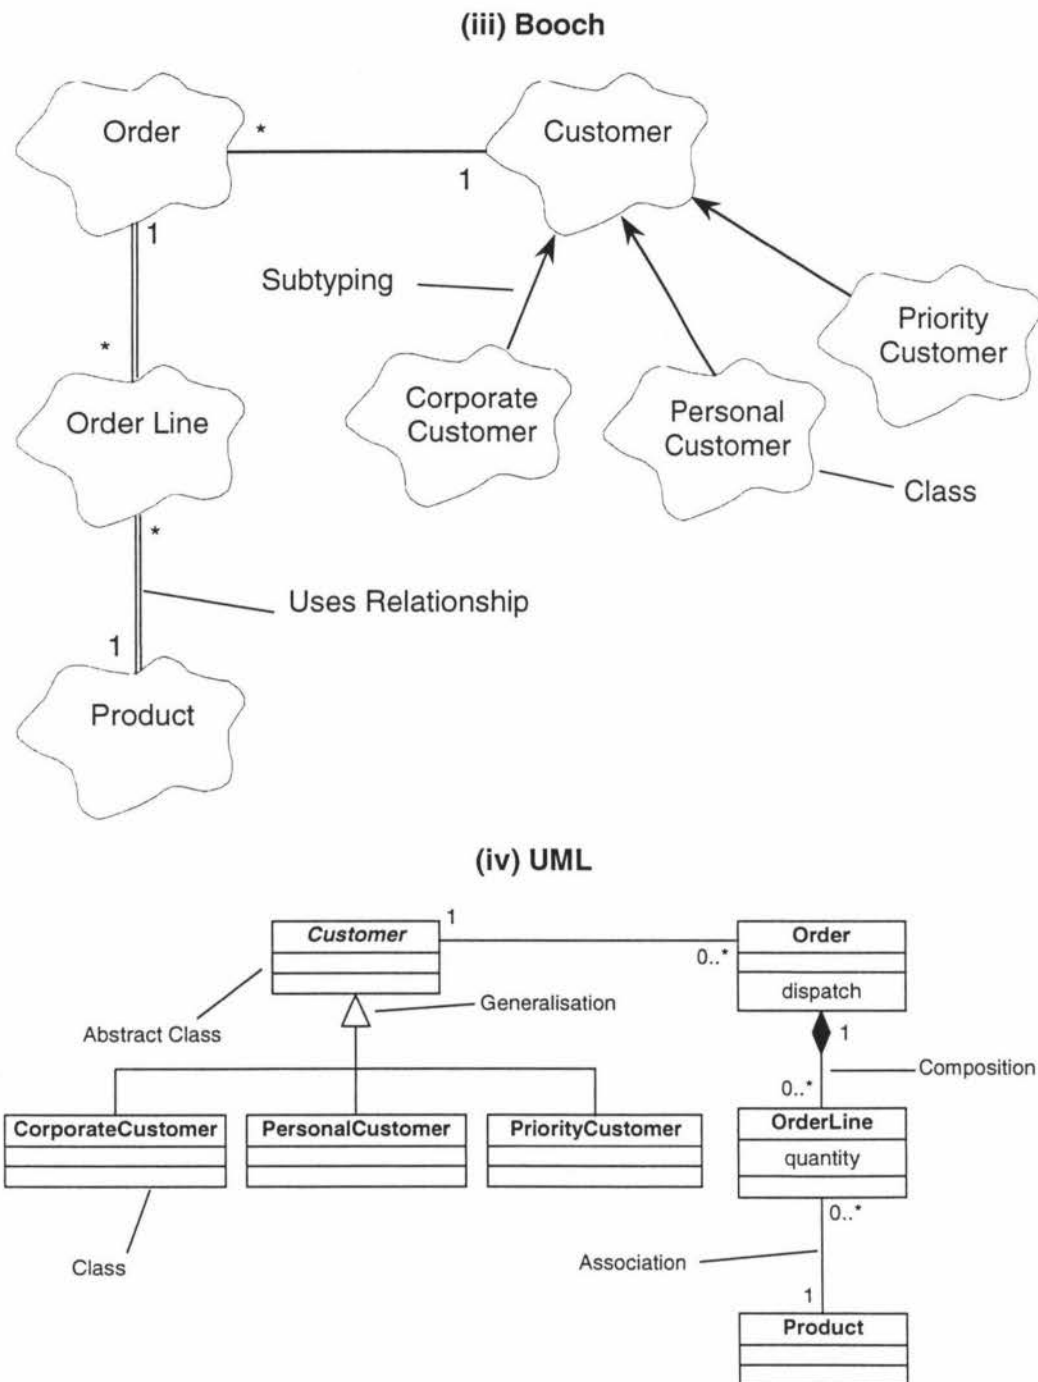 (iii) Booch
Order
*
1
Customer
1
*
Subtyping
Priority
Customer
Corporate
Customer
Personal
Customer
Class
Order Line
*
Uses Relationship
1
Product
(iv) UML
Customer
1
0..*
Order
dispatch
Generalisation
Abstract Class
1
Composition
0..*
CorporateCustomer
PersonalCustomer
PriorityCustomer
OrderLine
quantity
0..*
Class
Association
1
Product